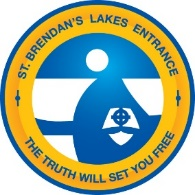 ST. BRENDAN'S LAKES ENTRANCE
THE TRUTH WILL SET YOU FREE